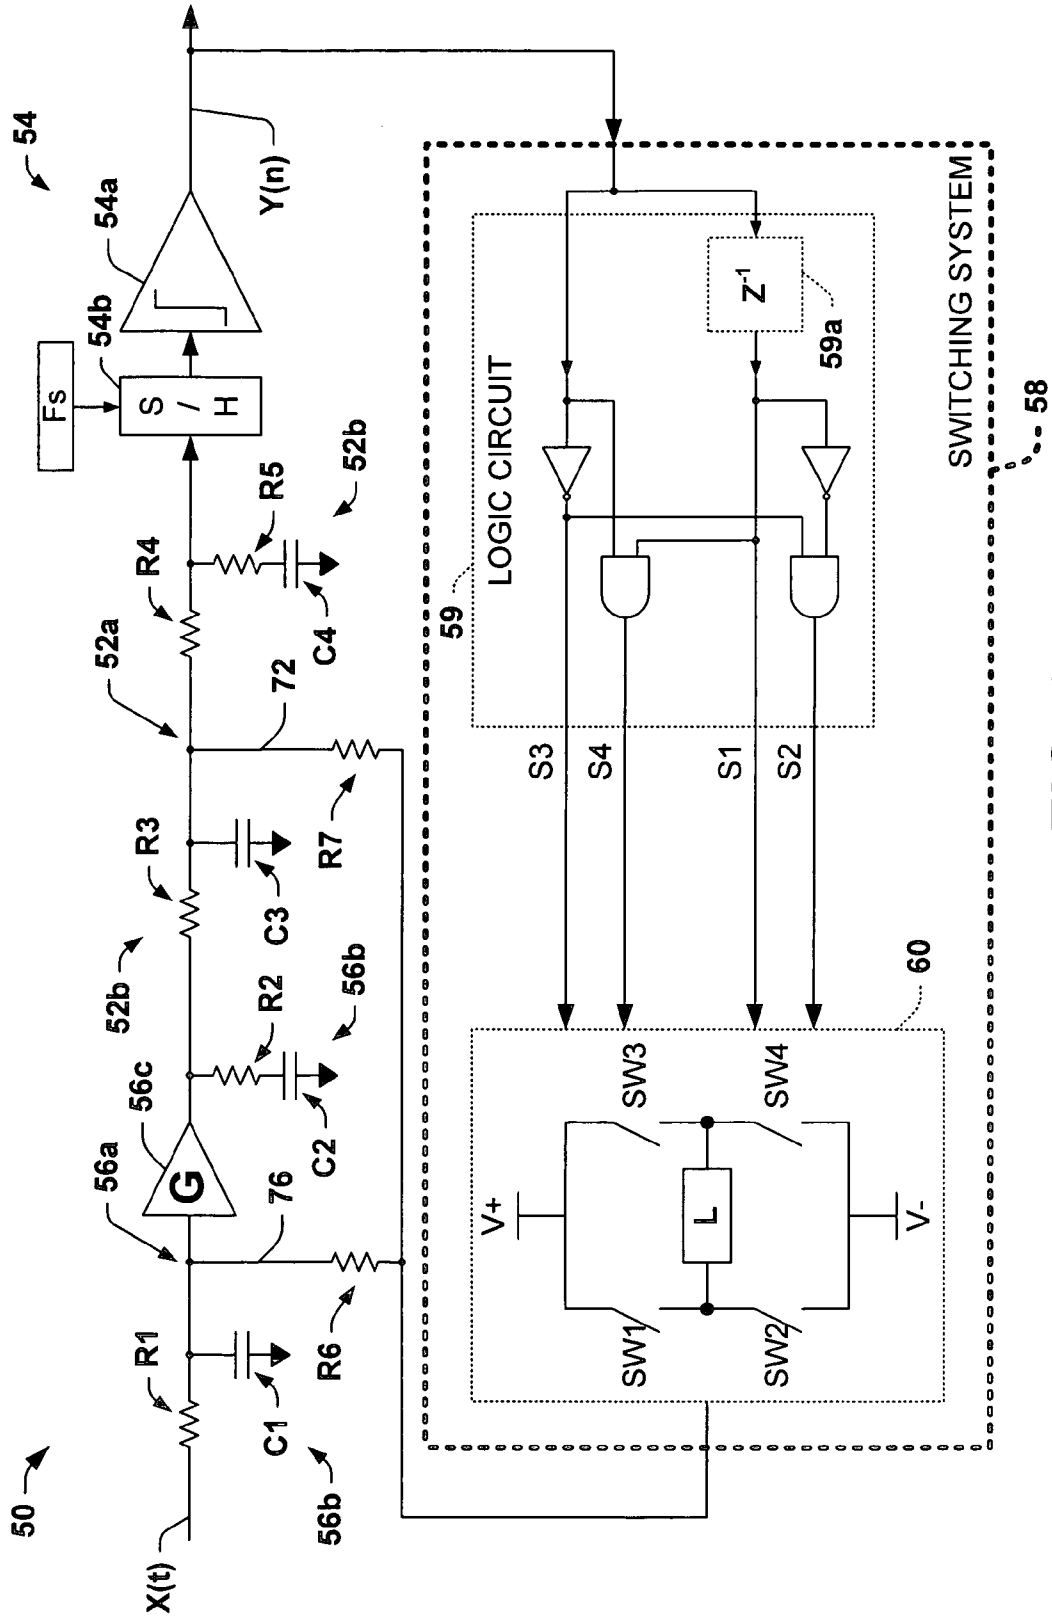 50
X(t)
R1
C1
56b
56a
76
R6
G
56c
R2
C2
56b
52b
R3
C3
52a
72
R7
R4
R5
C4
52b
Fs
S / H
54b
54a
54
Y(n)
SWITCHING SYSTEM
58
LOGIC CIRCUIT
59
Z-1
59a
S3
S4
S1
S2
60
V+
SW1
SW3
L
SW2
SW4
V-